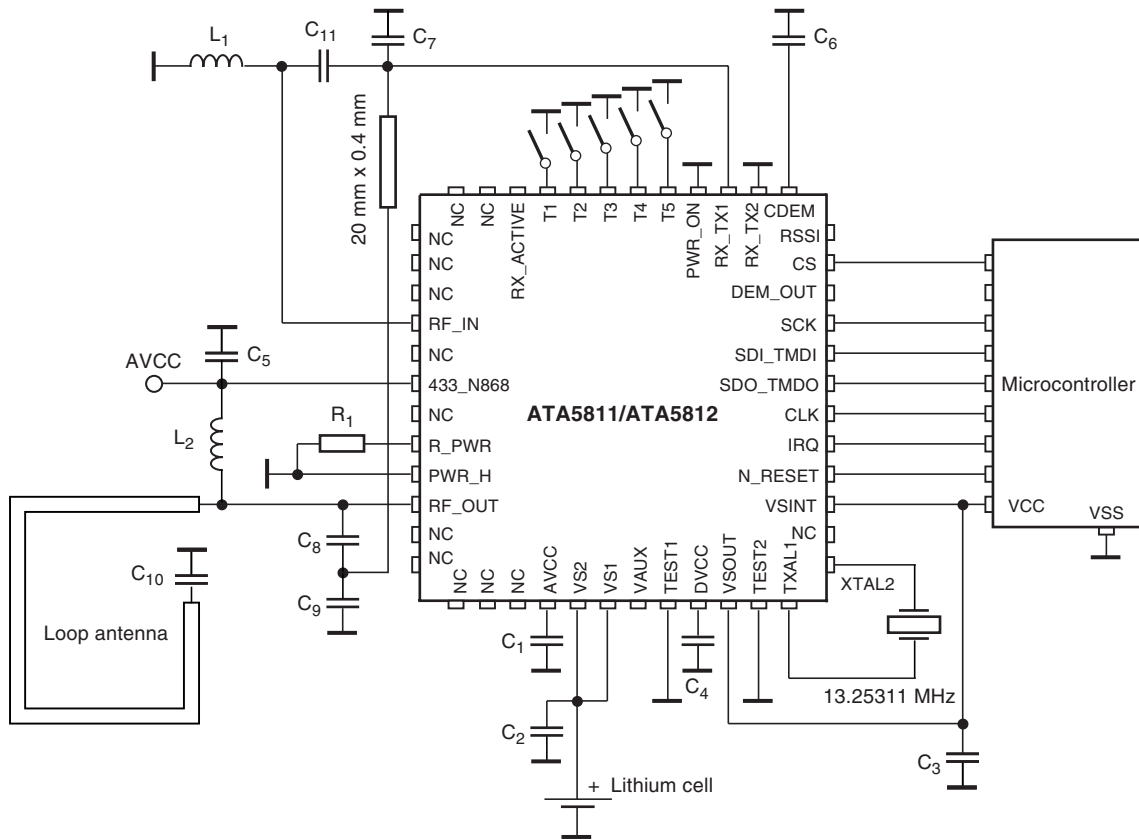 L1
C11
C7
C6
20 mm x 0.4 mm
NC
NC
RX_ACTIVE
T1
T2
T3
T4
T5
PWR_ON
RX_TX1
RX_TX2
CDEM
NC
NC
NC
RF_IN
NC
433_N868
NC
R_PWR
PWR_H
RF_OUT
NC
NC
RSSI
CS
DEM_OUT
SCK
SDI_TMDI
SDO_TMDO
CLK
IRQ
N_RESET
VSINT
NC
XTAL2
ATA5811/ATA5812
Microcontroller
VCC
VSS
AVCC
C5
L2
R1
C8
C9
C10
Loop antenna
NC
NC
NC
AVCC
VS2
VS1
VAUX
TEST1
DVCC
VSOUT
TEST2
TXAL1
C1
C4
C2
13.25311 MHz
C3
+ Lithium cell